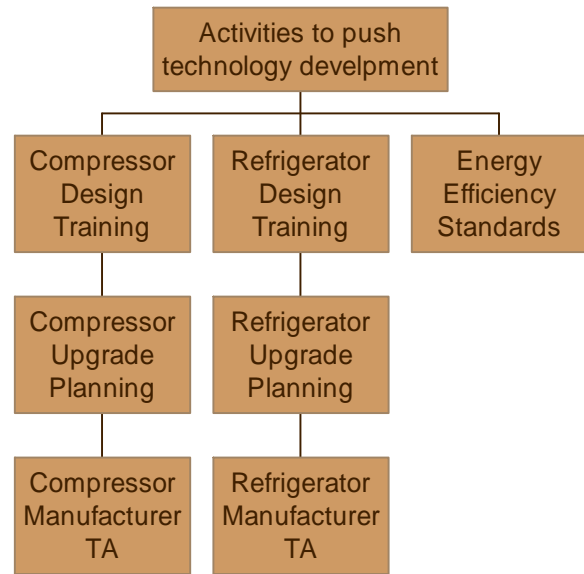 Activities to push
technology develpment
Compressor
Design
Training
Refrigerator
Design
Training
Energy
Efficiency
Standards
Compressor
Upgrade
Planning
Refrigerator
Upgrade
Planning
Compressor
Manufacturer
TA
Refrigerator
Manufacturer
TA